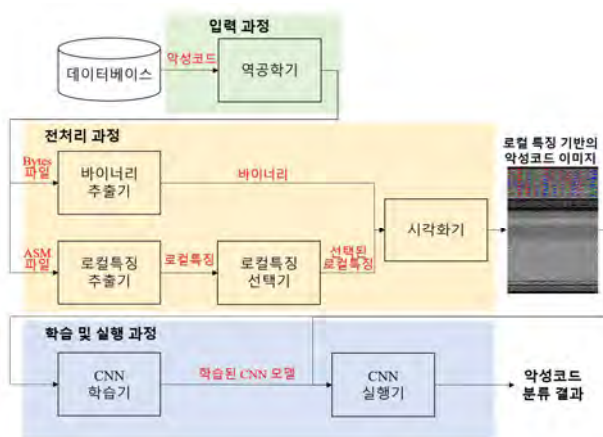 입력 과정
데이터베이스
악성코드
역공학기
전처리 과정
Bytes
파일
바이너리
추출기
바이너리
로컬 특징 기반의
악성코드 이미지
시각화기
ASM
파일
로컬특징
추출기
로컬특징
로컬특징
선택기
선택된
로컬특징
학습 및 실행 과정
CNN
학습기
학습된 CNN 모델
CNN
실행기
악성코드
분류 결과